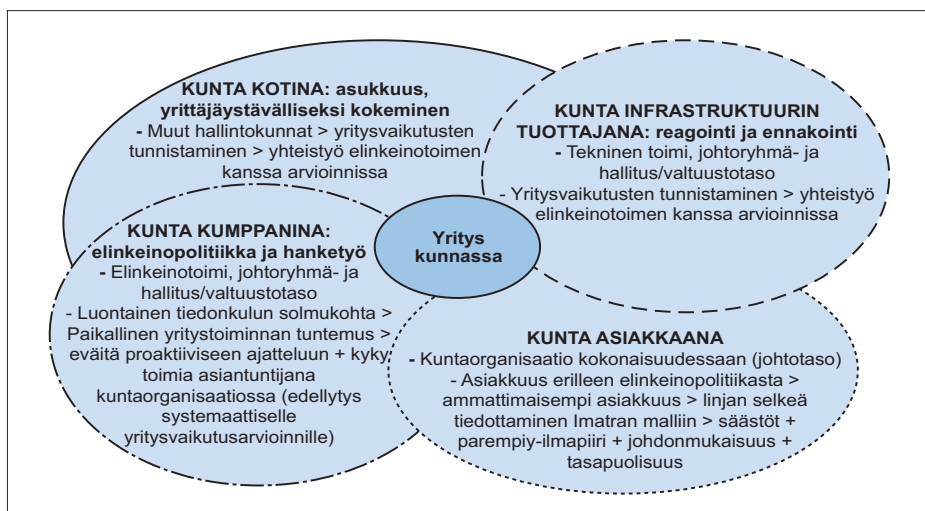 KUNTA KOTINA: asukkuus,
yrittäjäystävälliseksi kokeminen
- Muut hallintokunnat > yritysvaikutusten
tunnistaminen > yhteistyö elinkeinotoimen
kanssa arvioinnissa
KUNTA INFRASTRUKTUURIN
TUOTTAJANA: reagointi ja ennakointi
- Tekninen toimi, johtoryhmä- ja
hallitus/valtuustotaso
- Yritysvaikutusten tunnistaminen > yhteistyö
elinkeinotoimen kanssa arvioinnissa
Yritys
kunnassa
KUNTA KUMPPANINA:
elinkeinopolitiikka ja hanketyö
- Elinkeinotoimi, johtoryhmä- ja
hallitus/valtuustotaso
- Luontainen tiedonkulun solmukohta >
Paikallinen yritystoiminnan tuntemus >
eväitä proaktiiviseen ajatteluun + kyky
toimia asiantuntijana
kuntaorganisaatiossa (edellytys
systemaattiselle
yritysvaikutusarvioinnille)
KUNTA ASIAKKAANA
- Kuntaorganisaatio kokonaisuudessaan (johtotaso)
- Asiakkuus erilleen elinkeinopolitiikasta >
ammattimaisempi asiakkuus > linjan selkeä
tiedottaminen Imatran malliin > säästöt +
parempiy-ilmapiiri + johdonmukaisuus +
tasapuolisuus